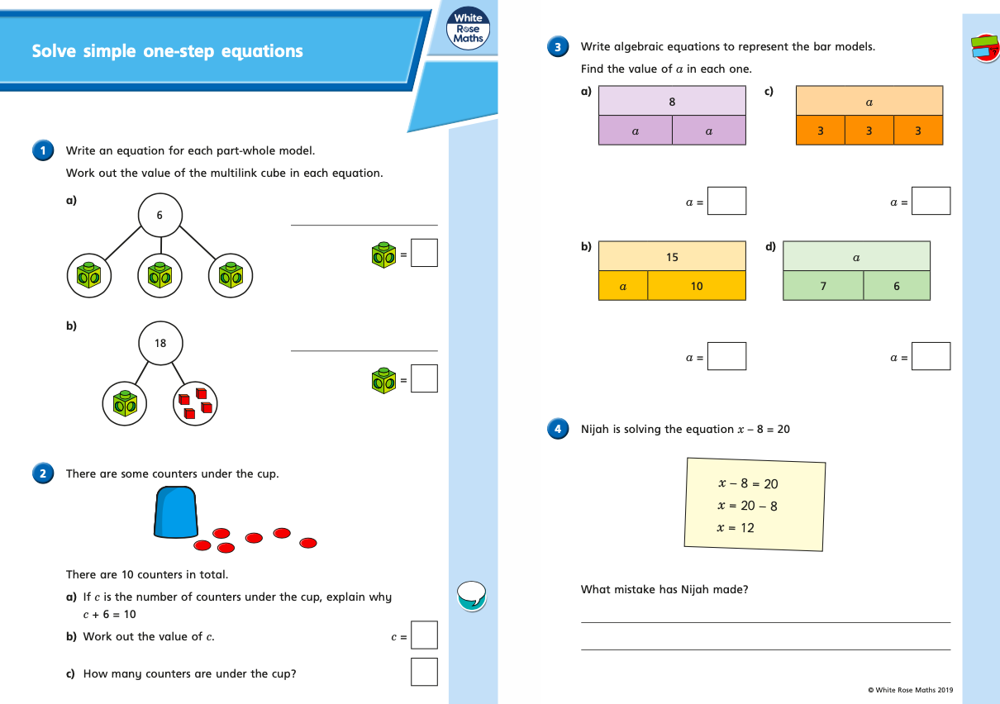 Solve simple one-step equations
White
Rose
Maths
1 Write an equation for each part-whole model.
Work out the value of the multilink cube in each equation.
a)
6
=
b)
18
=
2 There are some counters under the cup.
There are 10 counters in total.
a) If c is the number of counters under the cup, explain why
c + 6 = 10
b) Work out the value of c.
c =
c) How many counters are under the cup?
3 Write algebraic equations to represent the bar models.
Find the value of a in each one.
a)
8
a a
a =
c)
a
3 3 3
a =
b)
15
a 10
a =
d)
a
7 6
a =
4 Nijah is solving the equation x – 8 = 20
x – 8 = 20
x = 20 – 8
x = 12
What mistake has Nijah made?
© White Rose Maths 2019